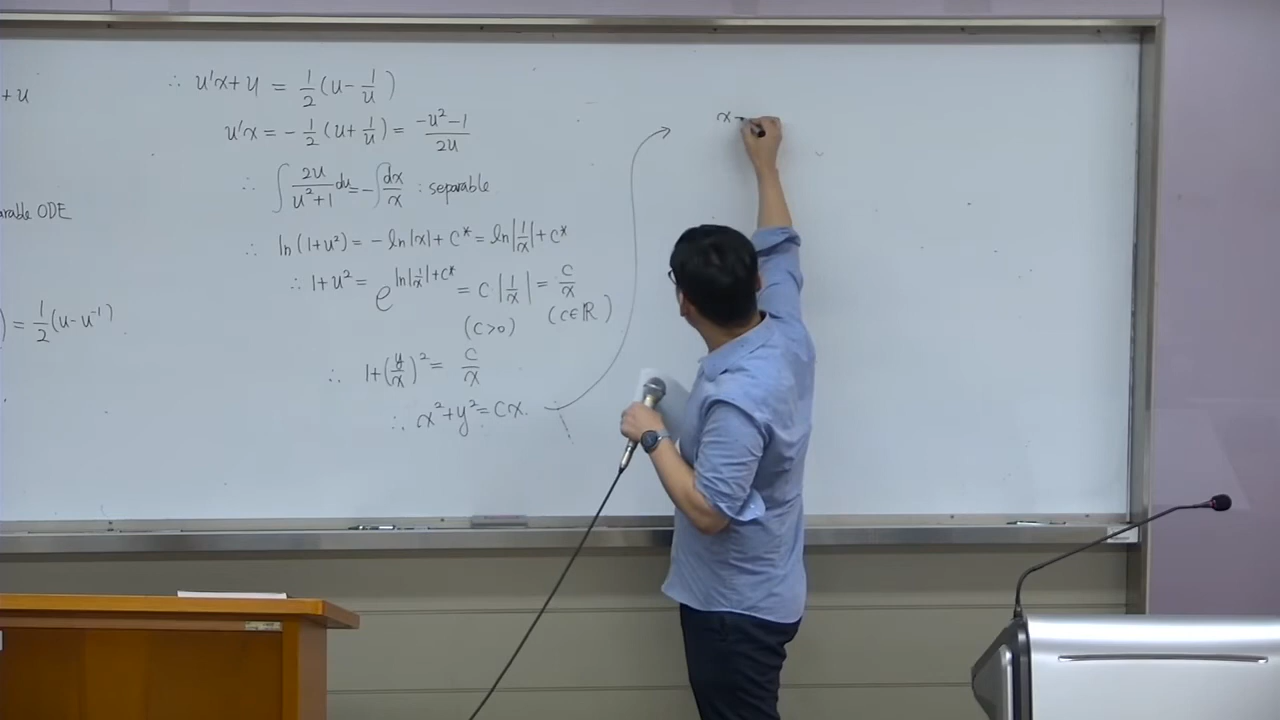 + u
arable ODE
) = 1/2 (u - u⁻¹)
∴ u'x + u = 1/2 (u - 1/u)
u'x = - 1/2 (u + 1/u) = (-u² - 1)/2u
∴ ∫ 2u/(u² + 1) du = - ∫ dx/x : separable
∴ ln (1 + u²) = - ln|x| + c* = ln|1/x| + c*
∴ 1 + u² = e^(ln|1/x| + c*) = c |1/x| = c/x
(c > 0) (c ∈ ℝ)
∴ 1 + (y/x)² = c/x
∴ x² + y² = cx.
x -